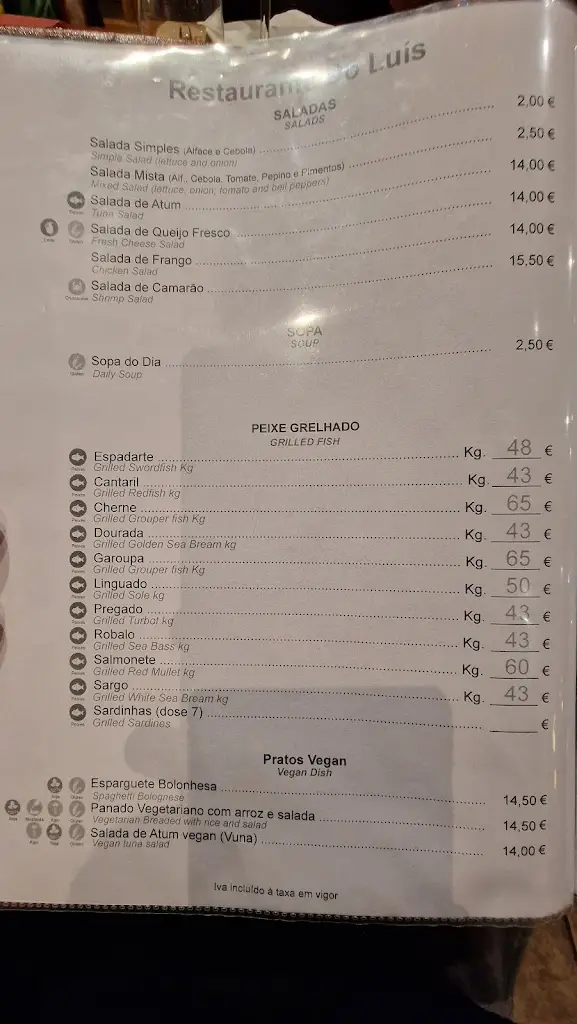 Restauran do Luís
SALADAS
SALADS
Salada Simples (Alface e Cebola) 2,00 €
Simple Salad (lettuce and onion)
Salada Mista (Alf., Cebola, Tomate, Pepino e Pimentos) 2,50 €
Mixed Salad (lettuce, onion, tomato and bell peppers)
Salada de Atum 14,00 €
Tuna Salad
Salada de Queijo Fresco 14,00 €
Fresh Cheese Salad
Salada de Frango 14,00 €
Chicken Salad
Salada de Camarão 15,50 €
Shrimp Salad
SOPA
SOUP
Sopa do Dia 2,50 €
Daily Soup
PEIXE GRELHADO
GRILLED FISH
Espadarte Kg. 48 €
Grilled Swordfish Kg
Cantaril Kg. 43 €
Grilled Redfish kg
Cherne Kg. 65 €
Grilled Grouper fish Kg
Dourada Kg. 43 €
Grilled Golden Sea Bream kg
Garoupa Kg. 65 €
Grilled Grouper fish Kg
Linguado Kg. 50 €
Grilled Sole kg
Pregado Kg. 43 €
Grilled Turbot kg
Robalo Kg. 43 €
Grilled Sea Bass kg
Salmonete Kg. 60 €
Grilled Red Mullet kg
Sargo Kg. 43 €
Grilled White Sea Bream kg
Sardinhas (dose 7) €
Grilled Sardines
Pratos Vegan
Vegan Dish
Esparguete Bolonhesa 14,50 €
Spaghetti Bolognese
Panado Vegetariano com arroz e salada 14,50 €
Vegetarian Breaded with rice and salad
Salada de Atum vegan (Vuna) 14,00 €
Vegan tuna salad
Iva incluído à taxa em vigor